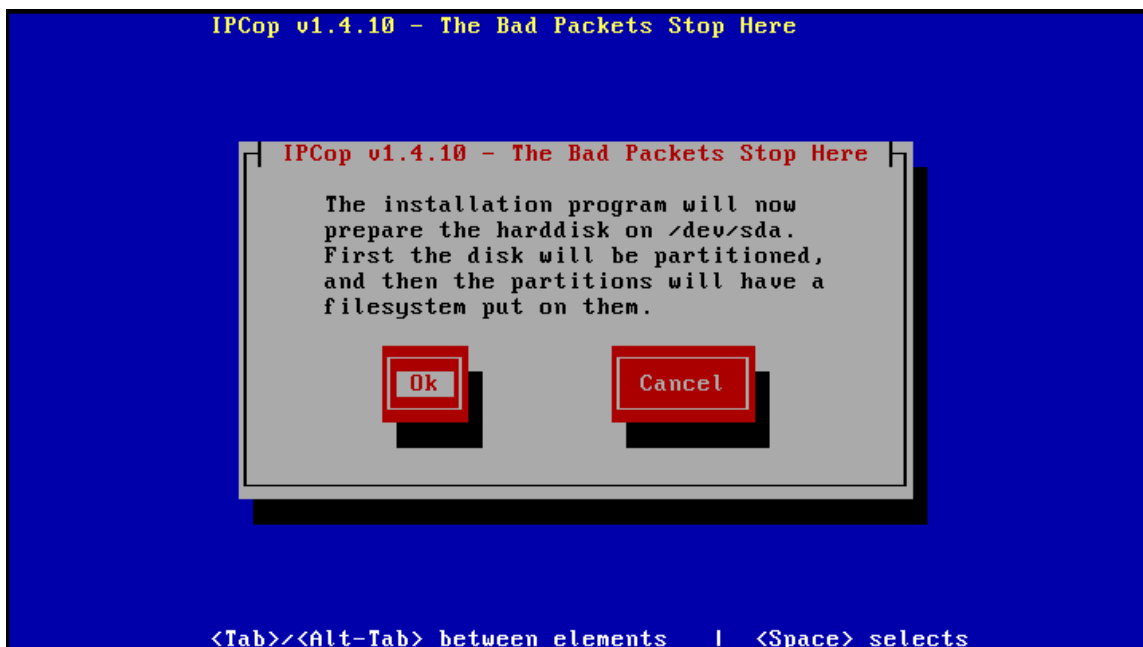 IPCop v1.4.10 - The Bad Packets Stop Here
IPCop v1.4.10 - The Bad Packets Stop Here
The installation program will now
prepare the harddisk on /dev/sda.
First the disk will be partitioned,
and then the partitions will have a
filesystem put on them.
Ok Cancel
<Tab>/<Alt-Tab> between elements | <Space> selects